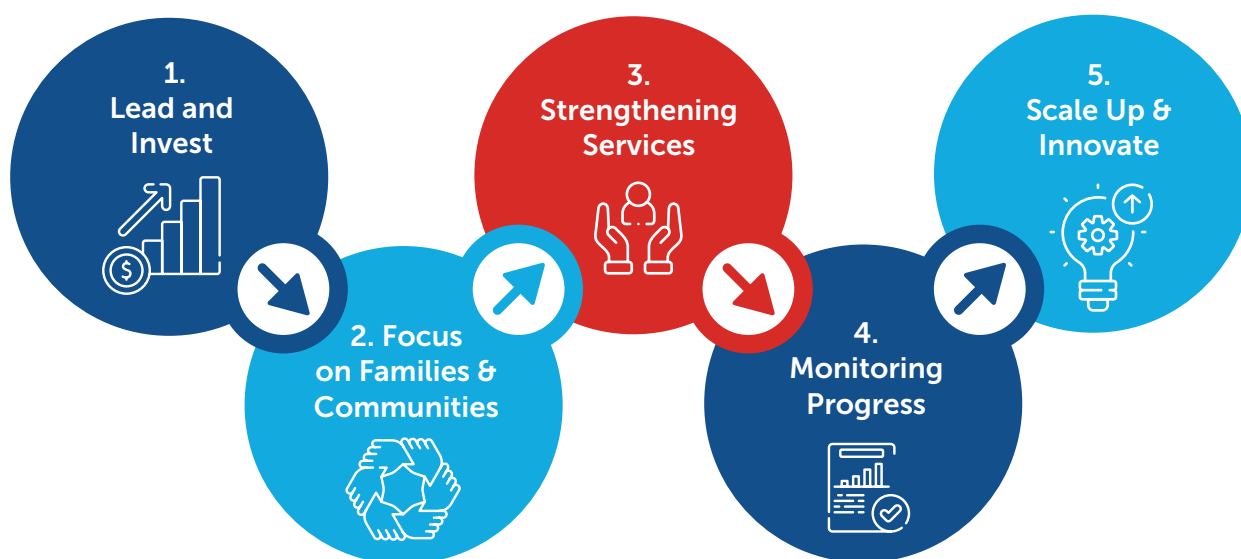 1.
Lead and
Invest
$
2. Focus
on Families &
Communities
3.
Strengthening
Services
4.
Monitoring
Progress
5.
Scale Up &
Innovate